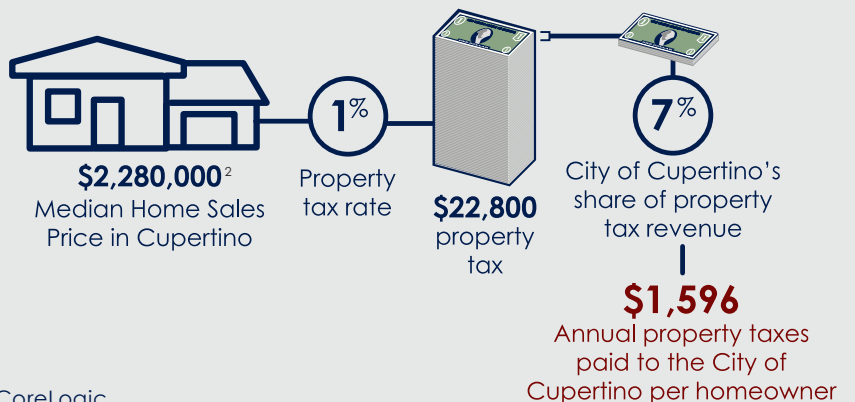 $2,280,000²
Median Home Sales
Price in Cupertino
1%
Property
tax rate
$22,800
property
tax
7%
City of Cupertino’s
share of property
tax revenue
$1,596
Annual property taxes
paid to the City of
Cupertino per homeowner
CoreLogic